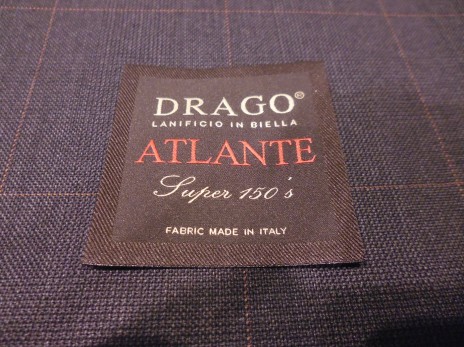 DRAGO®
LANIFICIO IN BIELLA
ATLANTE
Super 150's
FABRIC MADE IN ITALY